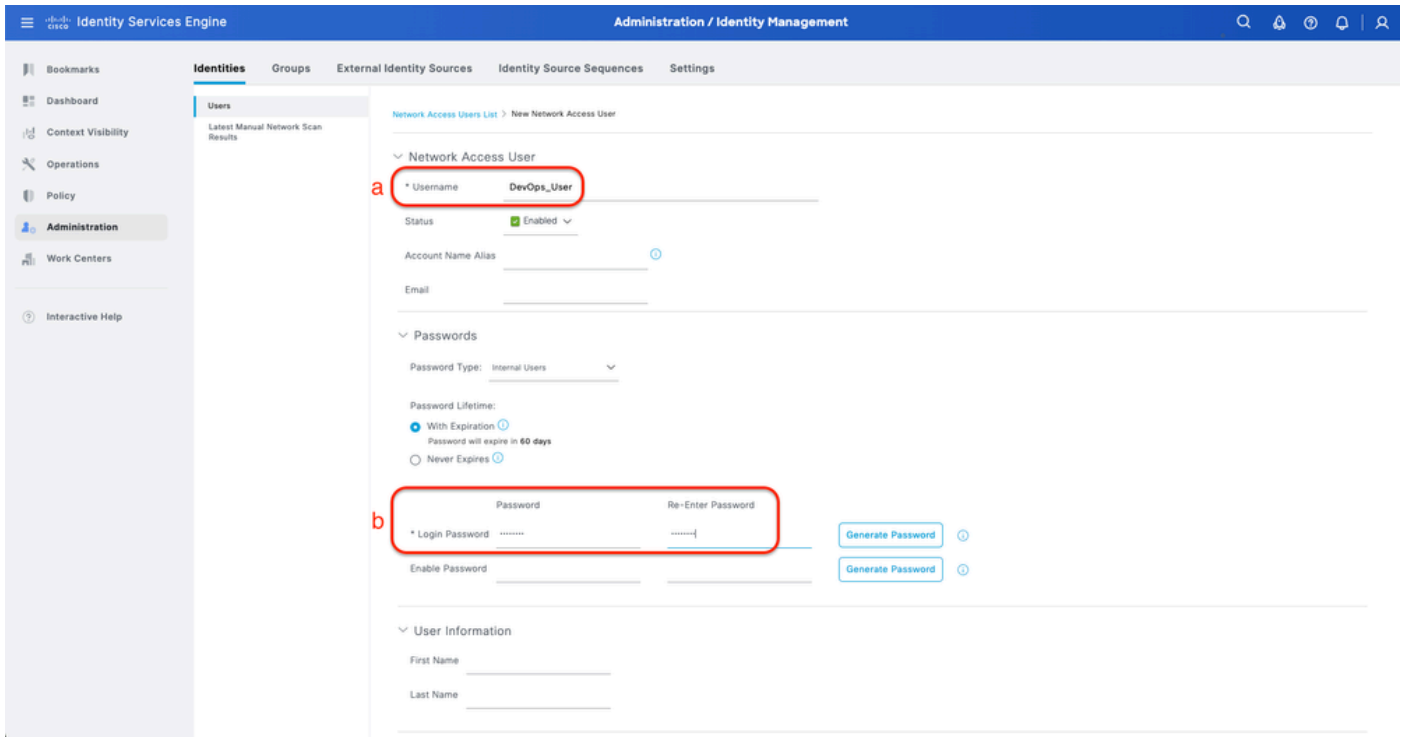 cisco Identity Services Engine
Administration / Identity Management
Bookmarks
Dashboard
Context Visibility
Operations
Policy
Administration
Work Centers
Interactive Help
Identities Groups External Identity Sources Identity Source Sequences Settings
Users
Latest Manual Network Scan
Results
Network Access Users List > New Network Access User
Network Access User
a
* Username DevOps_User
Status Enabled
Account Name Alias
Email
Passwords
Password Type: Internal Users
Password Lifetime:
With Expiration
Password will expire in 60 days
Never Expires
b
Password Re-Enter Password
* Login Password ........ ........ Generate Password
Enable Password Generate Password
User Information
First Name
Last Name